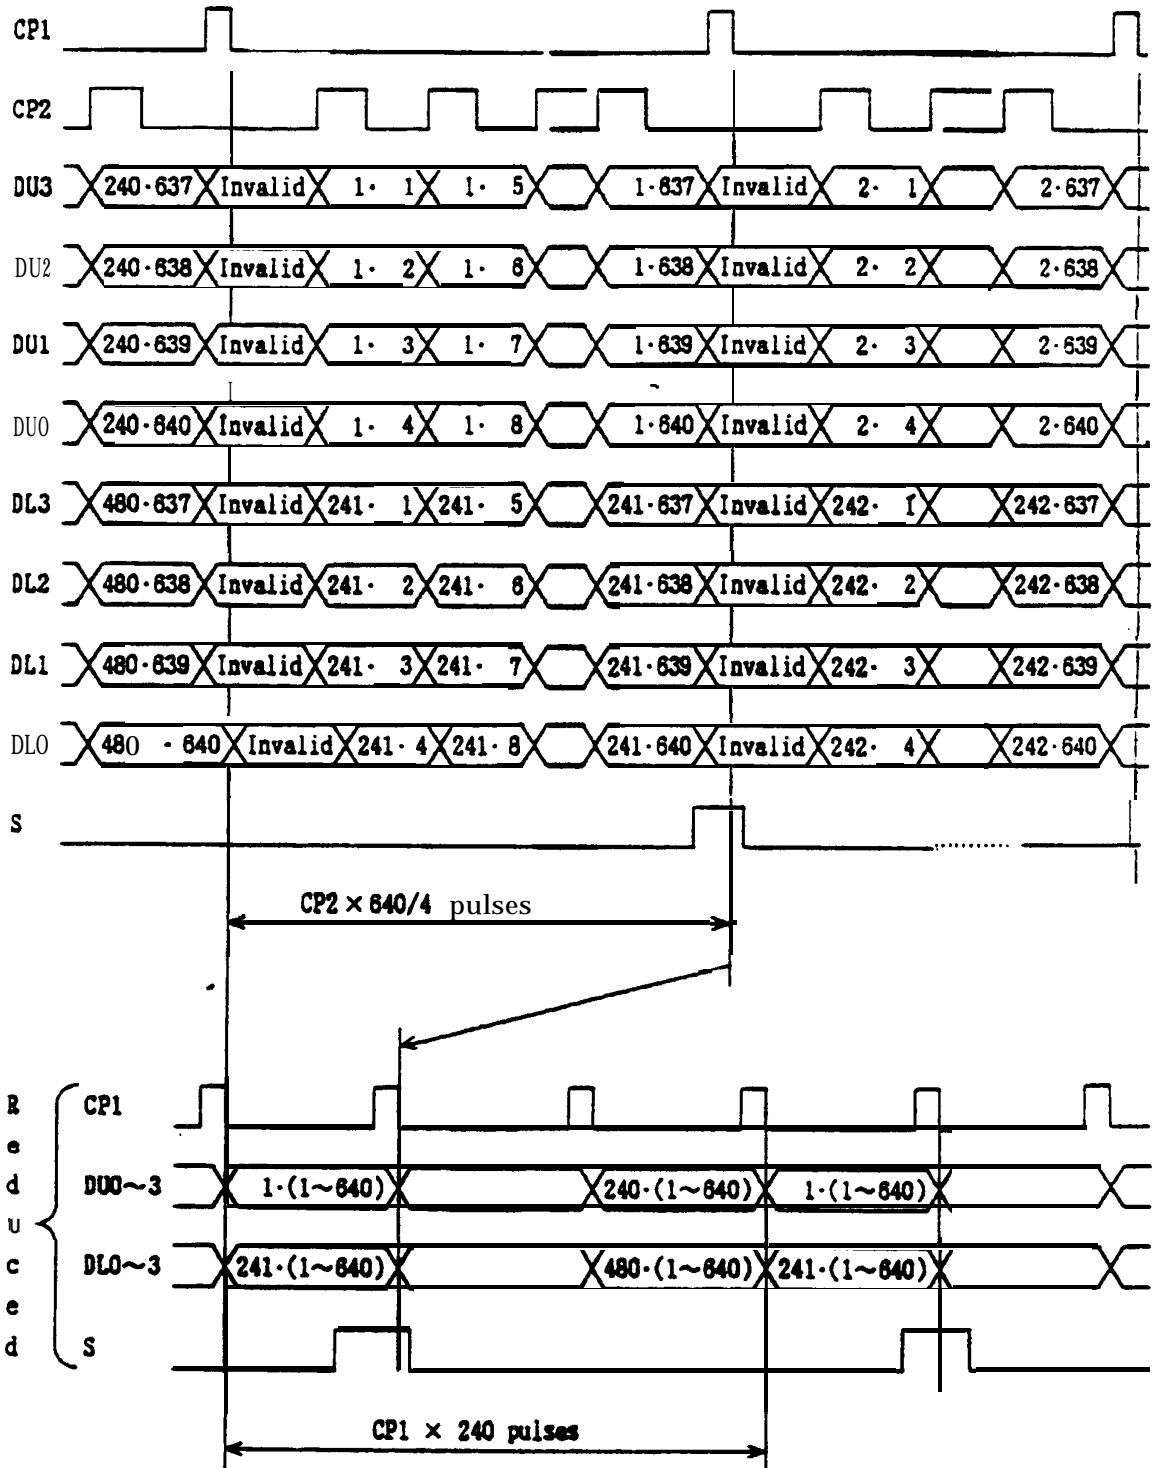 CP1
CP2
DU3 240·637 Invalid 1· 1 1· 5 1·637 Invalid 2· 1 2·637
DU2 240·638 Invalid 1· 2 1· 6 1·638 Invalid 2· 2 2·638
DU1 240·639 Invalid 1· 3 1· 7 1·639 Invalid 2· 3 2·639
DU0 240·640 Invalid 1· 4 1· 8 1·640 Invalid 2· 4 2·640
DL3 480·637 Invalid 241· 1 241· 5 241·637 Invalid 242· 1 242·637
DL2 480·638 Invalid 241· 2 241· 6 241·638 Invalid 242· 2 242·638
DL1 480·639 Invalid 241· 3 241· 7 241·639 Invalid 242· 3 242·639
DL0 480 · 640 Invalid 241· 4 241· 8 241·640 Invalid 242· 4 242·640
S
CP2 × 640/4 pulses
Reduced
CP1
DU0~3 1·(1~640) 240·(1~640) 1·(1~640)
DL0~3 241·(1~640) 480·(1~640) 241·(1~640)
S
CP1 × 240 pulses